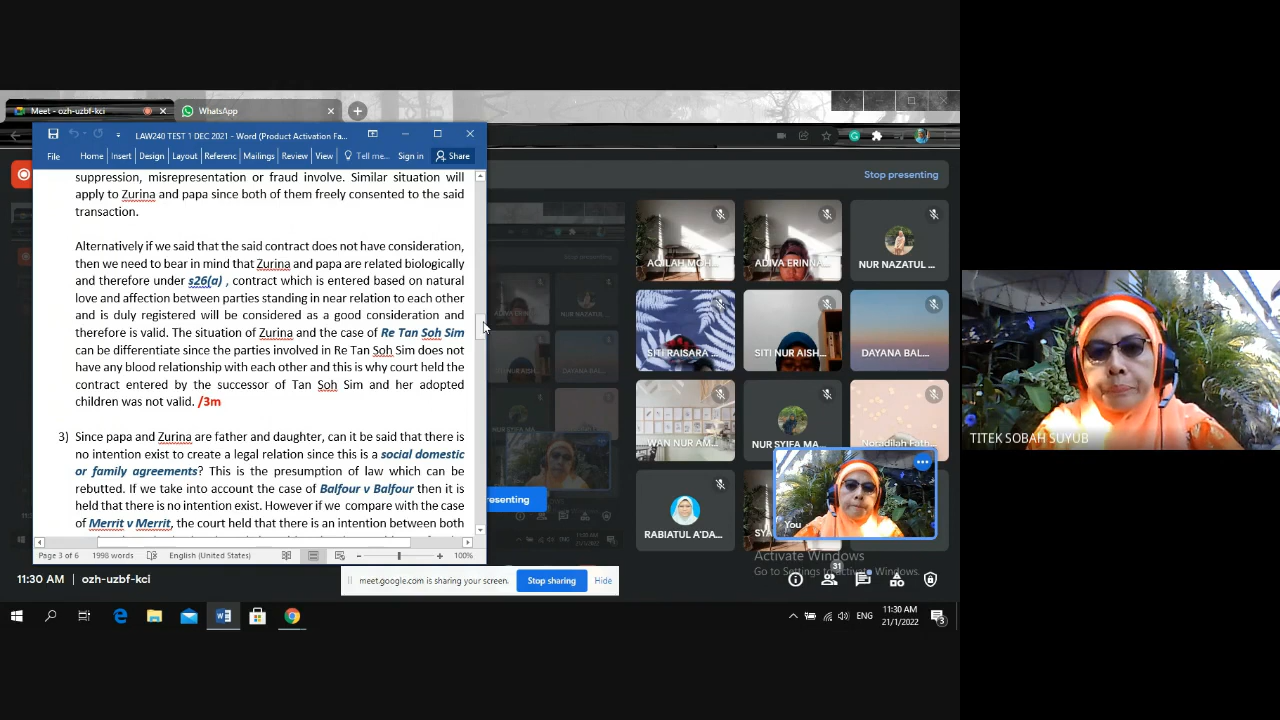 Meet - ozh-uzbf-kci
WhatsApp
LAW240 TEST 1 DEC 2021 - Word (Product Activation Fa...
File Home Insert Design Layout Referenc Mailings Review View Tell me... Sign in Share
suppression, misrepresentation or fraud involve. Similar situation will
apply to Zurina and papa since both of them freely consented to the said
transaction.
Alternatively if we said that the said contract does not have consideration,
then we need to bear in mind that Zurina and papa are related biologically
and therefore under s26(a) , contract which is entered based on natural
love and affection between parties standing in near relation to each other
and is duly registered will be considered as a good consideration and
therefore is valid. The situation of Zurina and the case of Re Tan Soh Sim
can be differentiate since the parties involved in Re Tan Soh Sim does not
have any blood relationship with each other and this is why court held the
contract entered by the successor of Tan Soh Sim and her adopted
children was not valid. /3m
3) Since papa and Zurina are father and daughter, can it be said that there is
no intention exist to create a legal relation since this is a social domestic
or family agreements? This is the presumption of law which can be
rebutted. If we take into account the case of Balfour v Balfour then it is
held that there is no intention exist. However if we compare with the case
of Merrit v Merrit, the court held that there is an intention between both
Page 3 of 6 1998 words English (United States) 100%
Stop presenting
AQILAH MOH...
ADIVA ERINNA
NUR NAZATUL ...
SITI RAISARA
SITI NUR AISH...
DAYANA BAL...
WAN NUR AM...
NUR SYIFA MA...
RABIATUL A'DA...
You
TITEK SOBAH SUYUB
esenting
Activate Windows
Go to Settings to activate Windows.
11:30 AM ozh-uzbf-kci
meet.google.com is sharing your screen. Stop sharing Hide
31
ENG
11:30 AM
21/1/2022
3